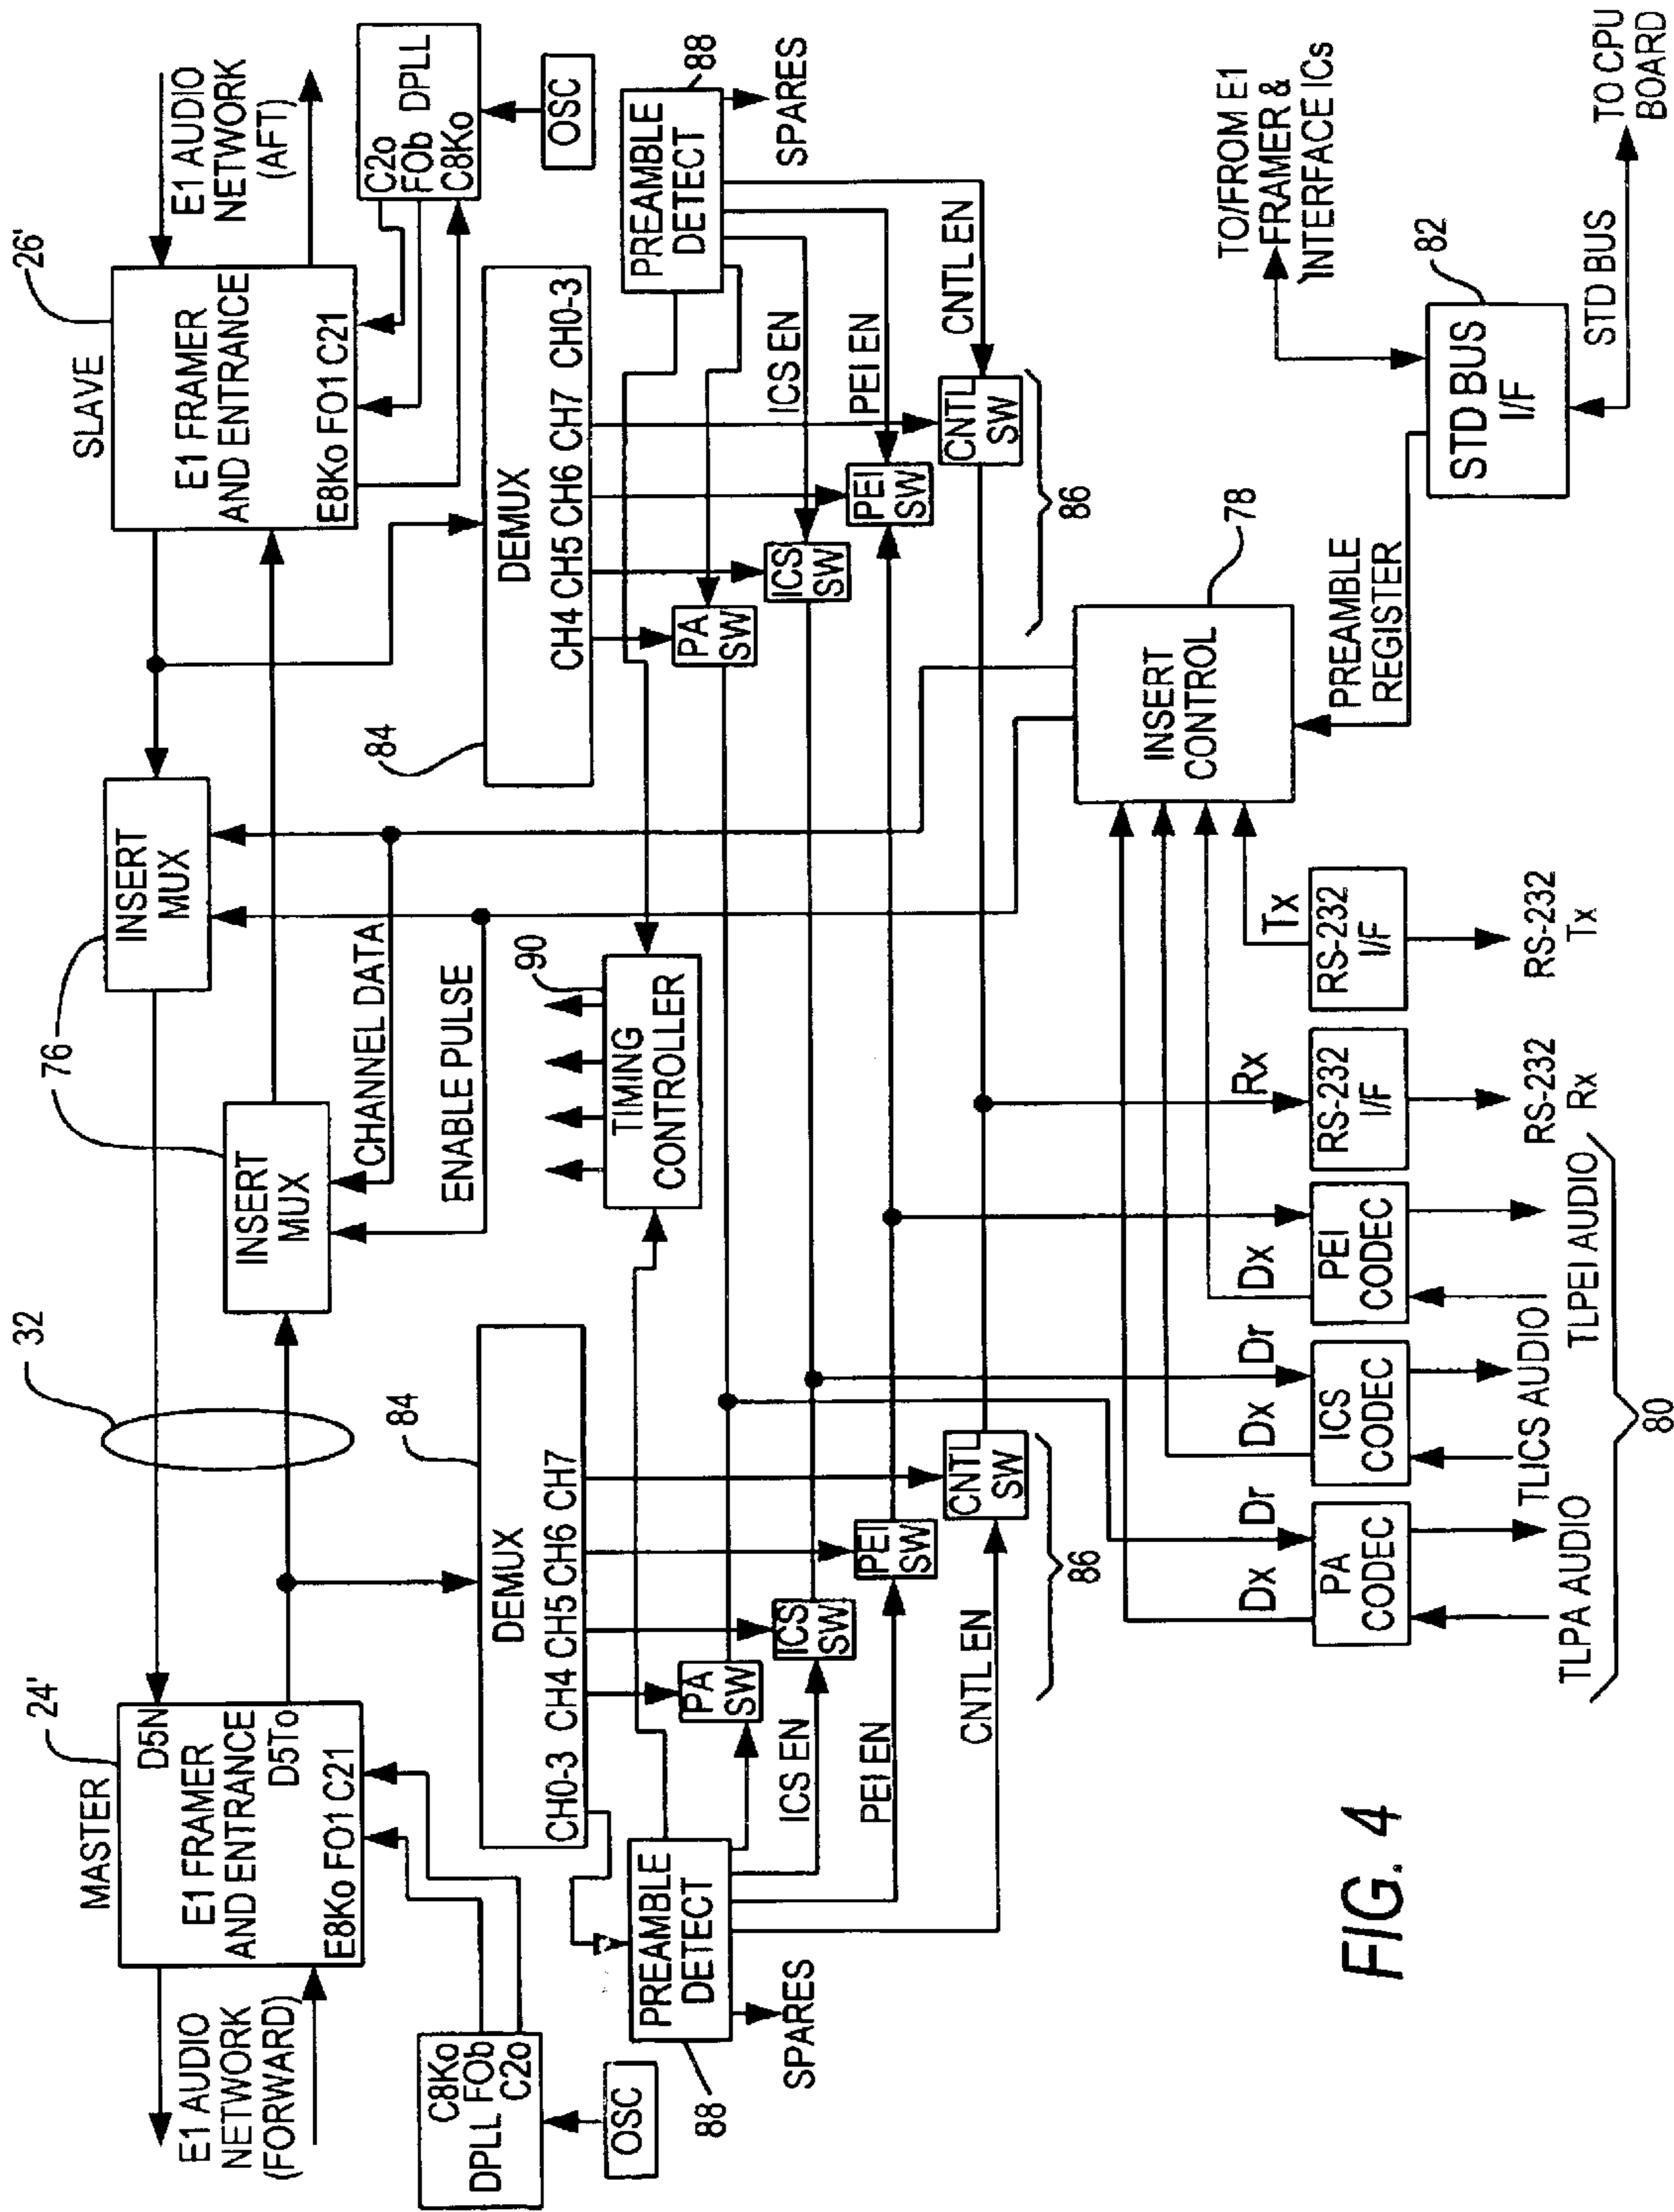 MASTER
24'
E1 AUDIO
NETWORK
(FORWARD)
D5N
E1 FRAMER
AND ENTRANCE
D5To
E8Ko FO1 C21
C8Ko
DPLL FOb
C2o
OSC
32
INSERT
MUX
76
INSERT
MUX
CHANNEL DATA
ENABLE PULSE
SLAVE
26'
E1 FRAMER
AND ENTRANCE
E8Ko FO1 C21
E1 AUDIO
NETWORK
(AFT)
C2o
FOb DPLL
C8Ko
OSC
84
DEMUX
CH0-3 CH4 CH5 CH6 CH7
90
TIMING
CONTROLLER
84
DEMUX
CH4 CH5 CH6 CH7 CH0-3
PREAMBLE
DETECT
88
SPARES
PREAMBLE
DETECT
88
SPARES
PA
SW
ICS
SW
PEI
SW
CNTL
SW
ICS EN
PEI EN
CNTL EN
86
PA
SW
ICS
SW
PEI
SW
CNTL
SW
ICS EN
PEI EN
CNTL EN
86
INSERT
CONTROL
78
PREAMBLE
REGISTER
STD BUS
I/F
82
TO/FROM E1
FRAMER &
INTERFACE ICs
STD BUS
TO CPU
BOARD
Dx
Dr
Dx
Dr
Dx
Rx
Tx
PA
CODEC
ICS
CODEC
PEI
CODEC
RS-232
I/F
RS-232
I/F
TLPA AUDIO
TLICS AUDIO
TLPEI AUDIO
RS-232
Rx
RS-232
Tx
80
FIG. 4